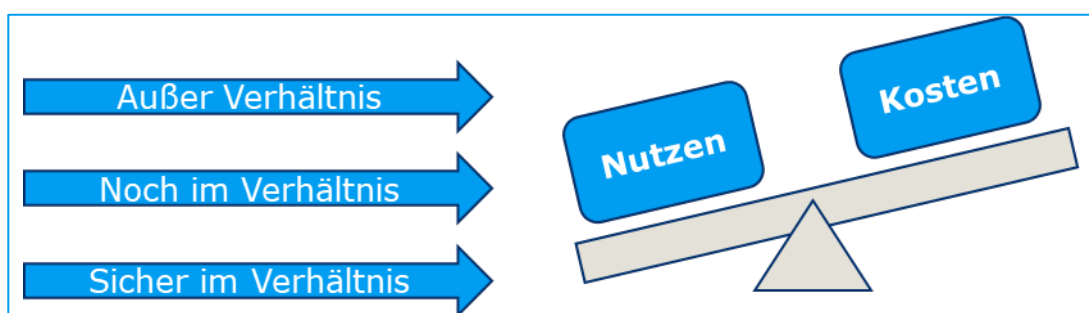 Außer Verhältnis
Noch im Verhältnis
Sicher im Verhältnis
Nutzen
Kosten